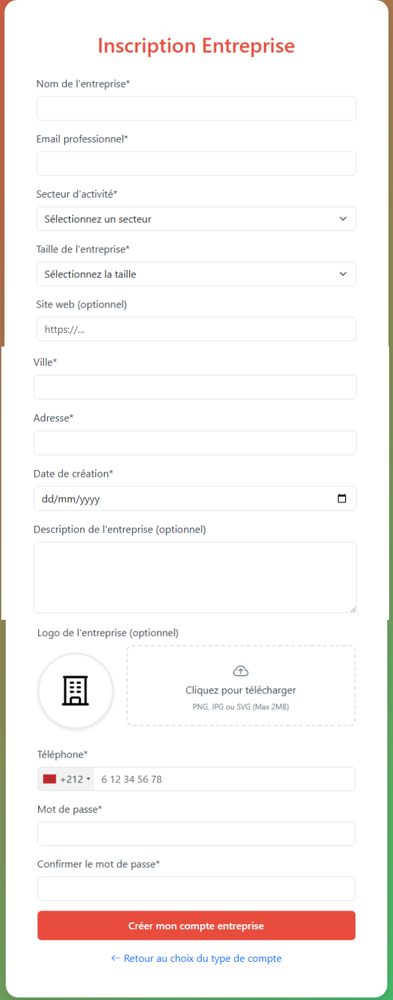 Inscription Entreprise
Nom de l'entreprise*
Email professionnel*
Secteur d'activité*
Sélectionnez un secteur
Taille de l'entreprise*
Sélectionnez la taille
Site web (optionnel)
https://...
Ville*
Adresse*
Date de création*
dd/mm/yyyy
Description de l'entreprise (optionnel)
Logo de l'entreprise (optionnel)
Cliquez pour télécharger
PNG, JPG ou SVG (Max 2MB)
Téléphone*
+212 6 12 34 56 78
Mot de passe*
Confirmer le mot de passe*
Créer mon compte entreprise
← Retour au choix du type de compte